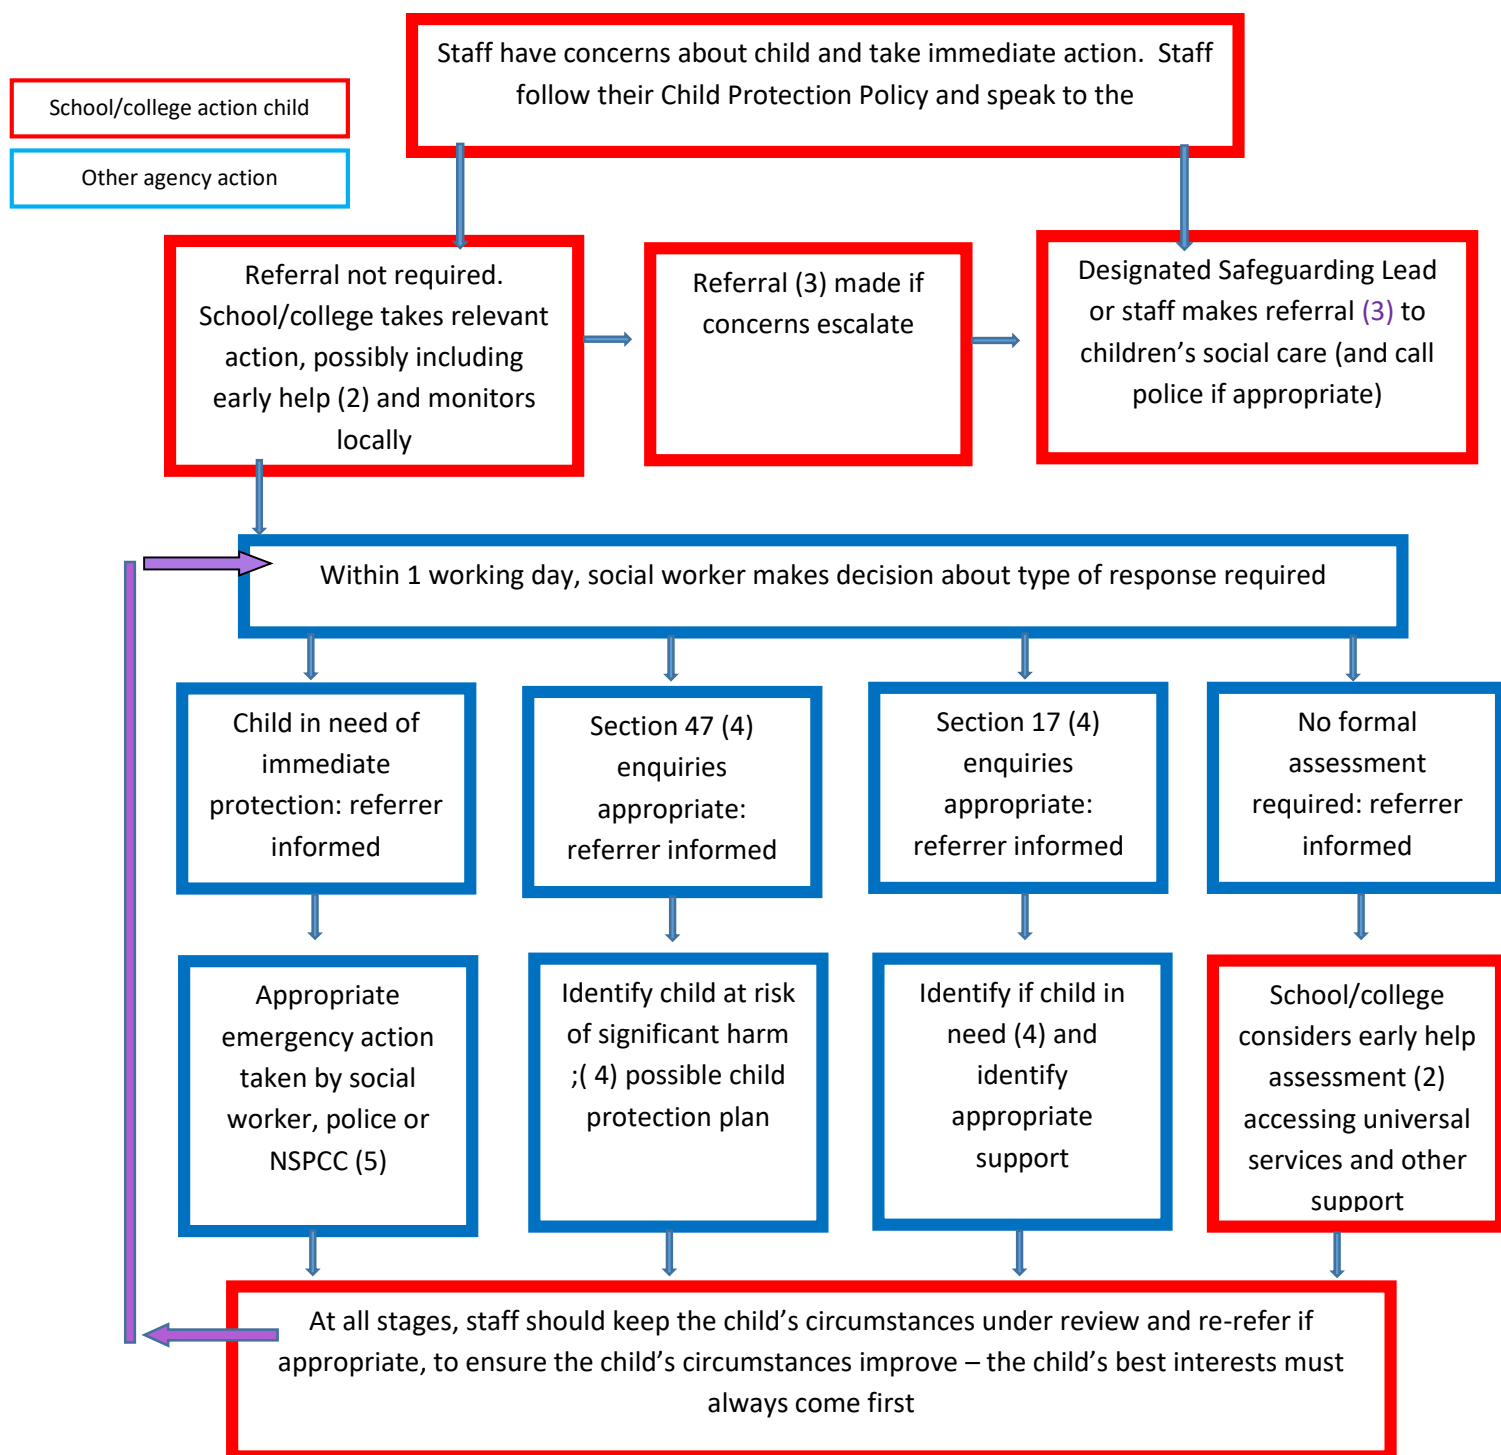 Staff have concerns about child and take immediate action.  Staff
follow their Child Protection Policy and speak to the
School/college action child
Other agency action
Referral not required.
School/college takes relevant
action, possibly including
early help (2) and monitors
locally
Referral (3) made if
concerns escalate
Designated Safeguarding Lead
or staff makes referral (3) to
children’s social care (and call
police if appropriate)
Within 1 working day, social worker makes decision about type of response required
Child in need of
immediate
protection: referrer
informed
Section 47 (4)
enquiries
appropriate:
referrer informed
Section 17 (4)
enquiries
appropriate:
referrer informed
No formal
assessment
required: referrer
informed
Appropriate
emergency action
taken by social
worker, police or
NSPCC (5)
Identify child at risk
of significant harm
;( 4) possible child
protection plan
Identify if child in
need (4) and
identify
appropriate
support
School/college
considers early help
assessment (2)
accessing universal
services and other
support
At all stages, staff should keep the child’s circumstances under review and re-refer if
appropriate, to ensure the child’s circumstances improve – the child’s best interests must
always come first